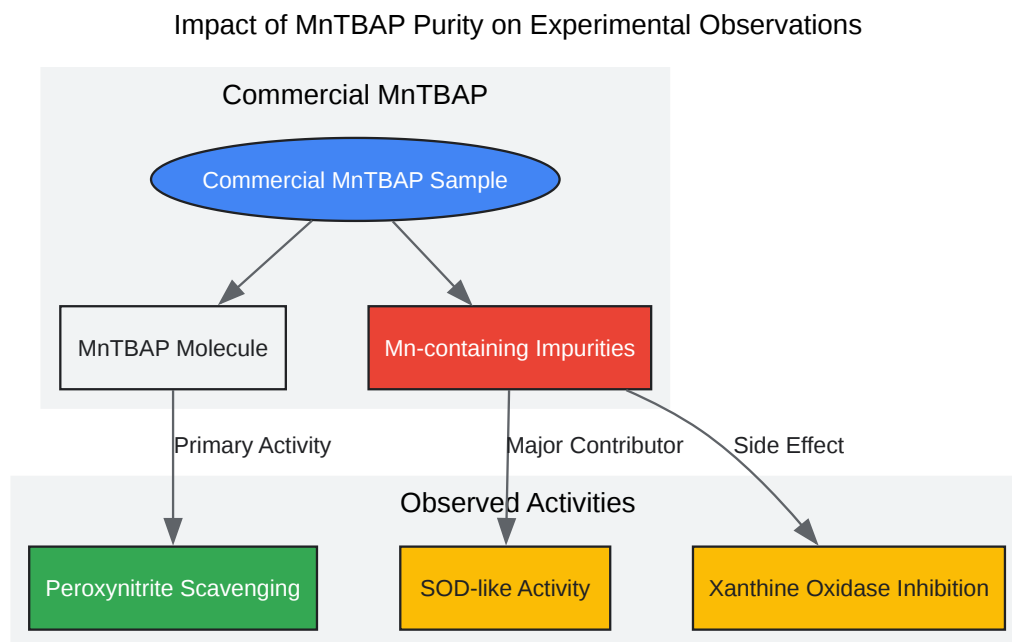 Impact of MnTBAP Purity on Experimental Observations
Commercial MnTBAP
Commercial MnTBAP Sample
MnTBAP Molecule
Mn-containing Impurities
Primary Activity
Major Contributor
Side Effect
Observed Activities
Peroxynitrite Scavenging
SOD-like Activity
Xanthine Oxidase Inhibition